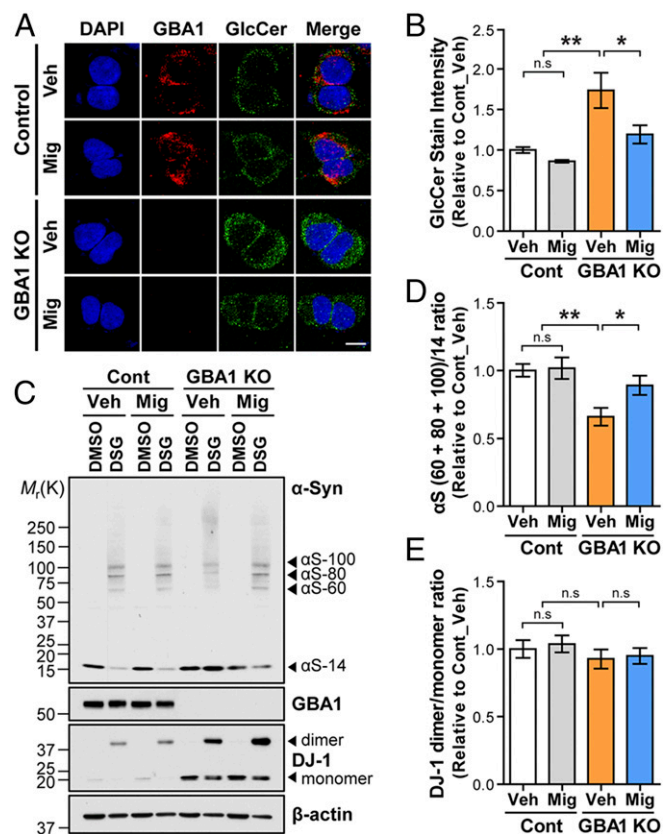 A
DAPI GBA1 GlcCer Merge
Control
Veh
Mig
GBA1 KO
Veh
Mig
B
GlcCer Stain Intensity
(Relative to Cont_Veh)
2.5
2.0
1.5
1.0
0.5
0.0
n.s
** *
Veh Mig Veh Mig
Cont GBA1 KO
C
Cont GBA1 KO
Veh Mig Veh Mig
DMSO DSG DMSO DSG DMSO DSG DMSO DSG
Mr(K)
α-Syn
250
150
100
75
50
37
25
20
15
αS-100
αS-80
αS-60
αS-14
50
GBA1
37
25
20
dimer
DJ-1
monomer
37
β-actin
D
αS (60 + 80 + 100)/14 ratio
(Relative to Cont_Veh)
1.5
1.0
0.5
0.0
n.s
** *
Veh Mig Veh Mig
Cont GBA1 KO
E
DJ-1 dimer/monomer ratio
(Relative to Cont_Veh)
1.5
1.0
0.5
0.0
n.s
n.s n.s
Veh Mig Veh Mig
Cont GBA1 KO